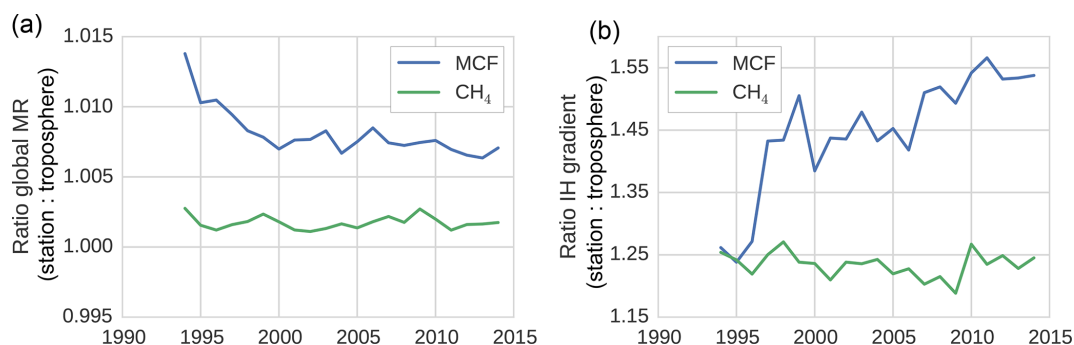 (a)
Ratio global MR
(station : troposphere)
1.015
1.010
1.005
1.000
0.995
1990
1995
2000
2005
2010
2015
MCF
CH₄
(b)
Ratio IH gradient
(station : troposphere)
1.55
1.45
1.35
1.25
1.15
1990
1995
2000
2005
2010
2015
MCF
CH₄